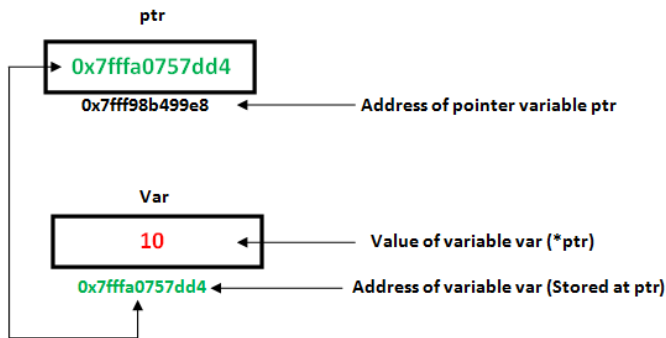 ptr
0x7fffa0757dd4
0x7fff98b499e8
Address of pointer variable ptr
Var
10
Value of variable var (*ptr)
0x7fffa0757dd4
Address of variable var (Stored at ptr)